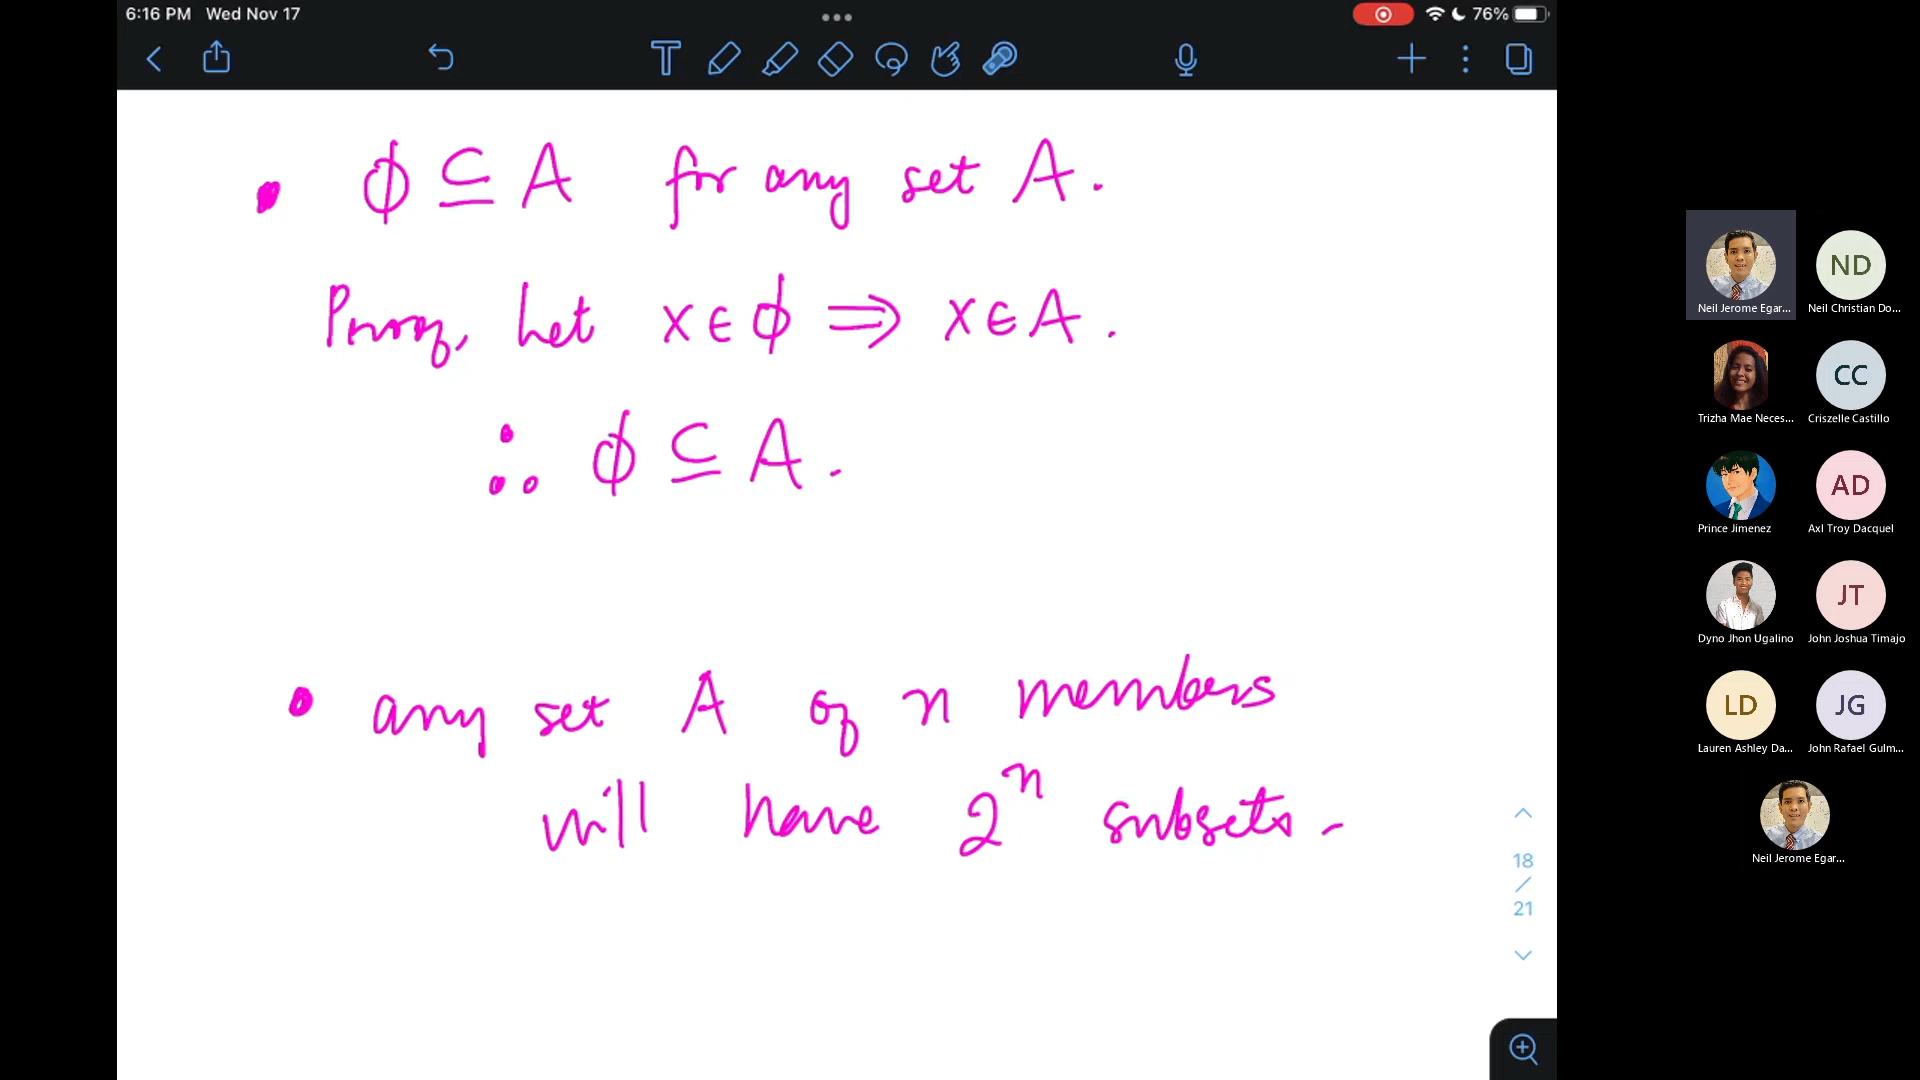 6:16 PM Wed Nov 17
76%
• ϕ ⊆ A for any set A.
Proof, Let x ∈ ϕ ⇒ x ∈ A.
∴ ϕ ⊆ A.
• any set A of n members
will have 2ⁿ subsets.
18
/
21
Neil Jerome Egar...
ND
Neil Christian Do...
Trizha Mae Neces...
CC
Criszelle Castillo
Prince Jimenez
AD
Axl Troy Dacquel
Dyno Jhon Ugalino
JT
John Joshua Timajo
LD
Lauren Ashley Da...
JG
John Rafael Gulm...
Neil Jerome Egar...